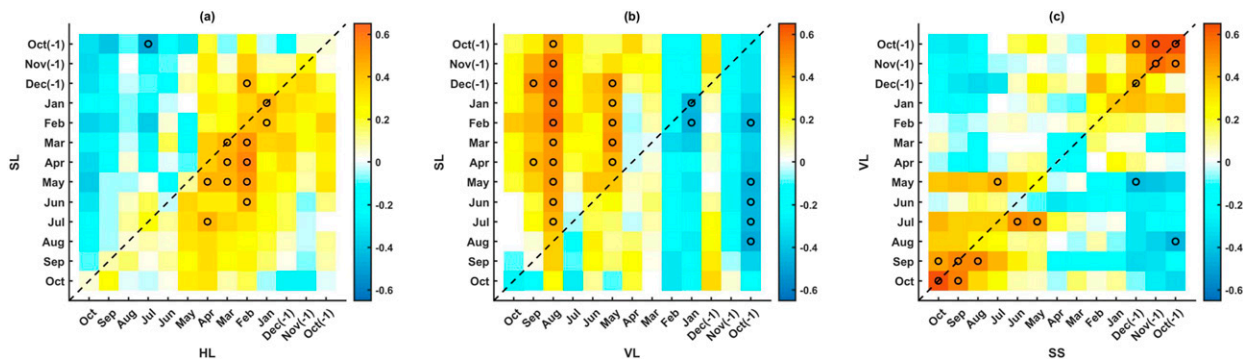 (a)
SL
Oct(-1)
Nov(-1)
Dec(-1)
Jan
Feb
Mar
Apr
May
Jun
Jul
Aug
Sep
Oct
Oct Sep Aug Jul Jun May Apr Mar Feb Jan Dec(-1) Nov(-1) Oct(-1)
HL
0.6
0.4
0.2
0
-0.2
-0.4
-0.6
(b)
SL
Oct(-1)
Nov(-1)
Dec(-1)
Jan
Feb
Mar
Apr
May
Jun
Jul
Aug
Sep
Oct
Oct Sep Aug Jul Jun May Apr Mar Feb Jan Dec(-1) Nov(-1) Oct(-1)
VL
0.6
0.4
0.2
0
-0.2
-0.4
-0.6
(c)
VL
Oct(-1)
Nov(-1)
Dec(-1)
Jan
Feb
Mar
Apr
May
Jun
Jul
Aug
Sep
Oct
Oct Sep Aug Jul Jun May Apr Mar Feb Jan Dec(-1) Nov(-1) Oct(-1)
SS
0.6
0.4
0.2
0
-0.2
-0.4
-0.6